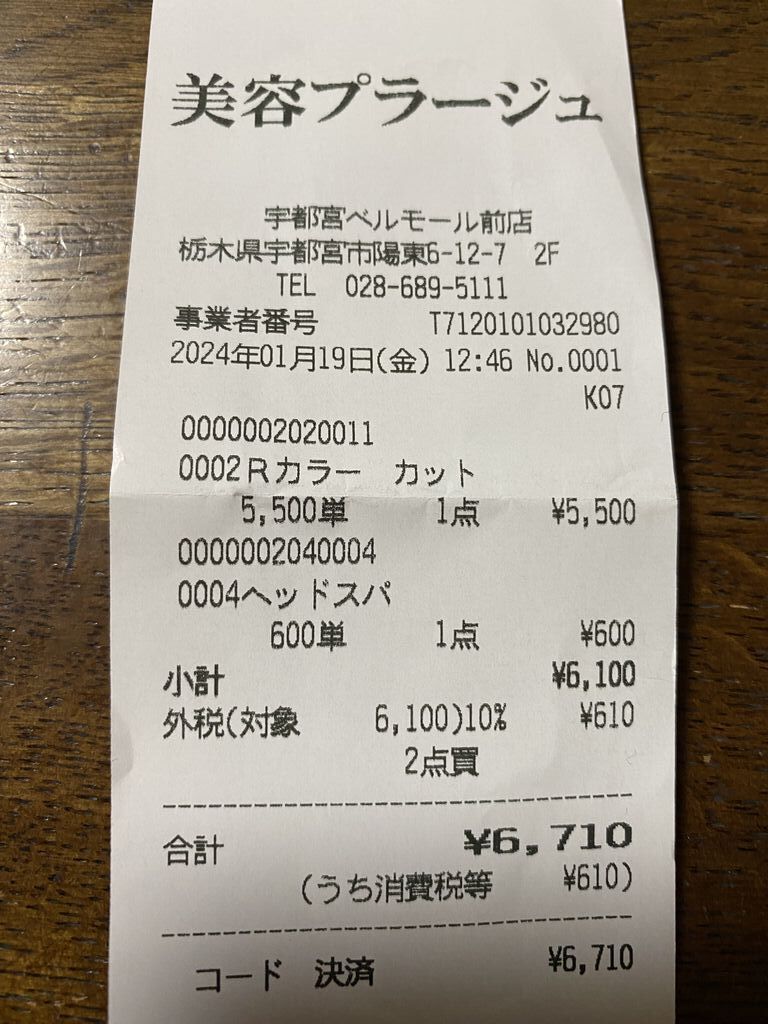 美容プラージュ
宇都宮ベルモール前店
栃木県宇都宮市陽東6-12-7 2F
TEL 028-689-5111
事業者番号 T7120101032980
2024年01月19日(金) 12:46 No.0001
K07
0000002020011
0002Rカラー カット
5,500単 1点 ¥5,500
0000002040004
0004ヘッドスパ
600単 1点 ¥600
小計 ¥6,100
外税(対象 6,100)10% ¥610
2点買
合計 ¥6,710
(うち消費税等 ¥610)
コード 決済 ¥6,710